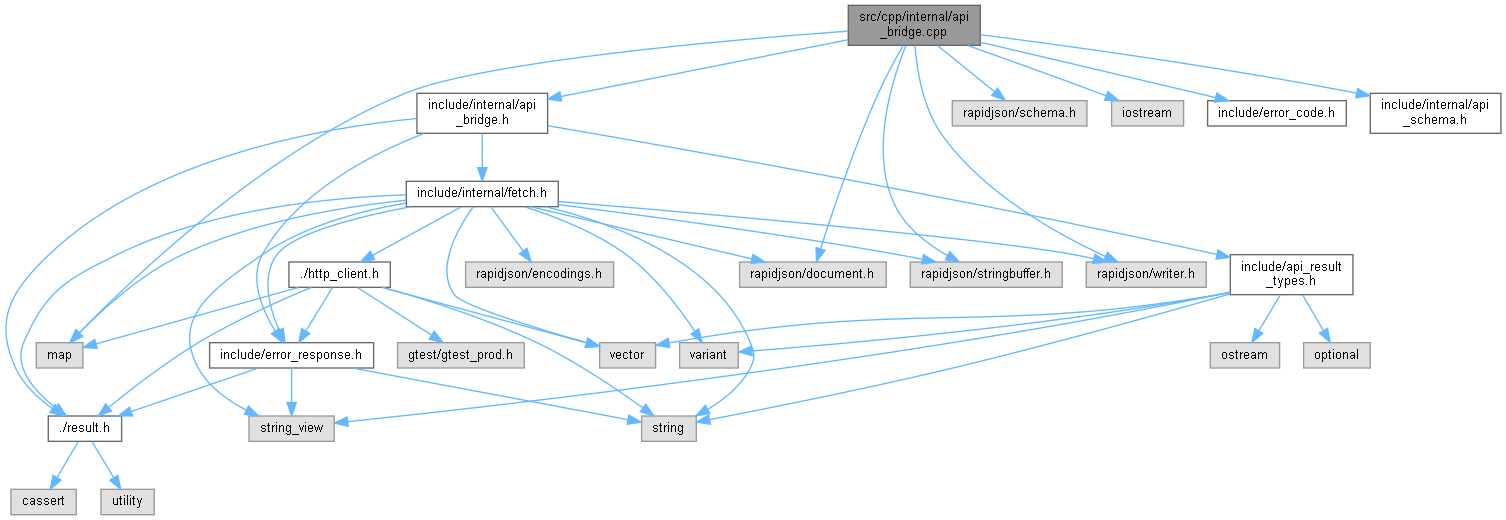 src/cpp/internal/api
_bridge.cpp
include/internal/api
_bridge.h
rapidjson/schema.h
iostream
include/error_code.h
include/internal/api
_schema.h
include/internal/fetch.h
./http_client.h
rapidjson/encodings.h
rapidjson/document.h
rapidjson/stringbuffer.h
rapidjson/writer.h
include/api_result
_types.h
map
include/error_response.h
gtest/gtest_prod.h
vector
variant
ostream
optional
./result.h
string_view
string
cassert
utility